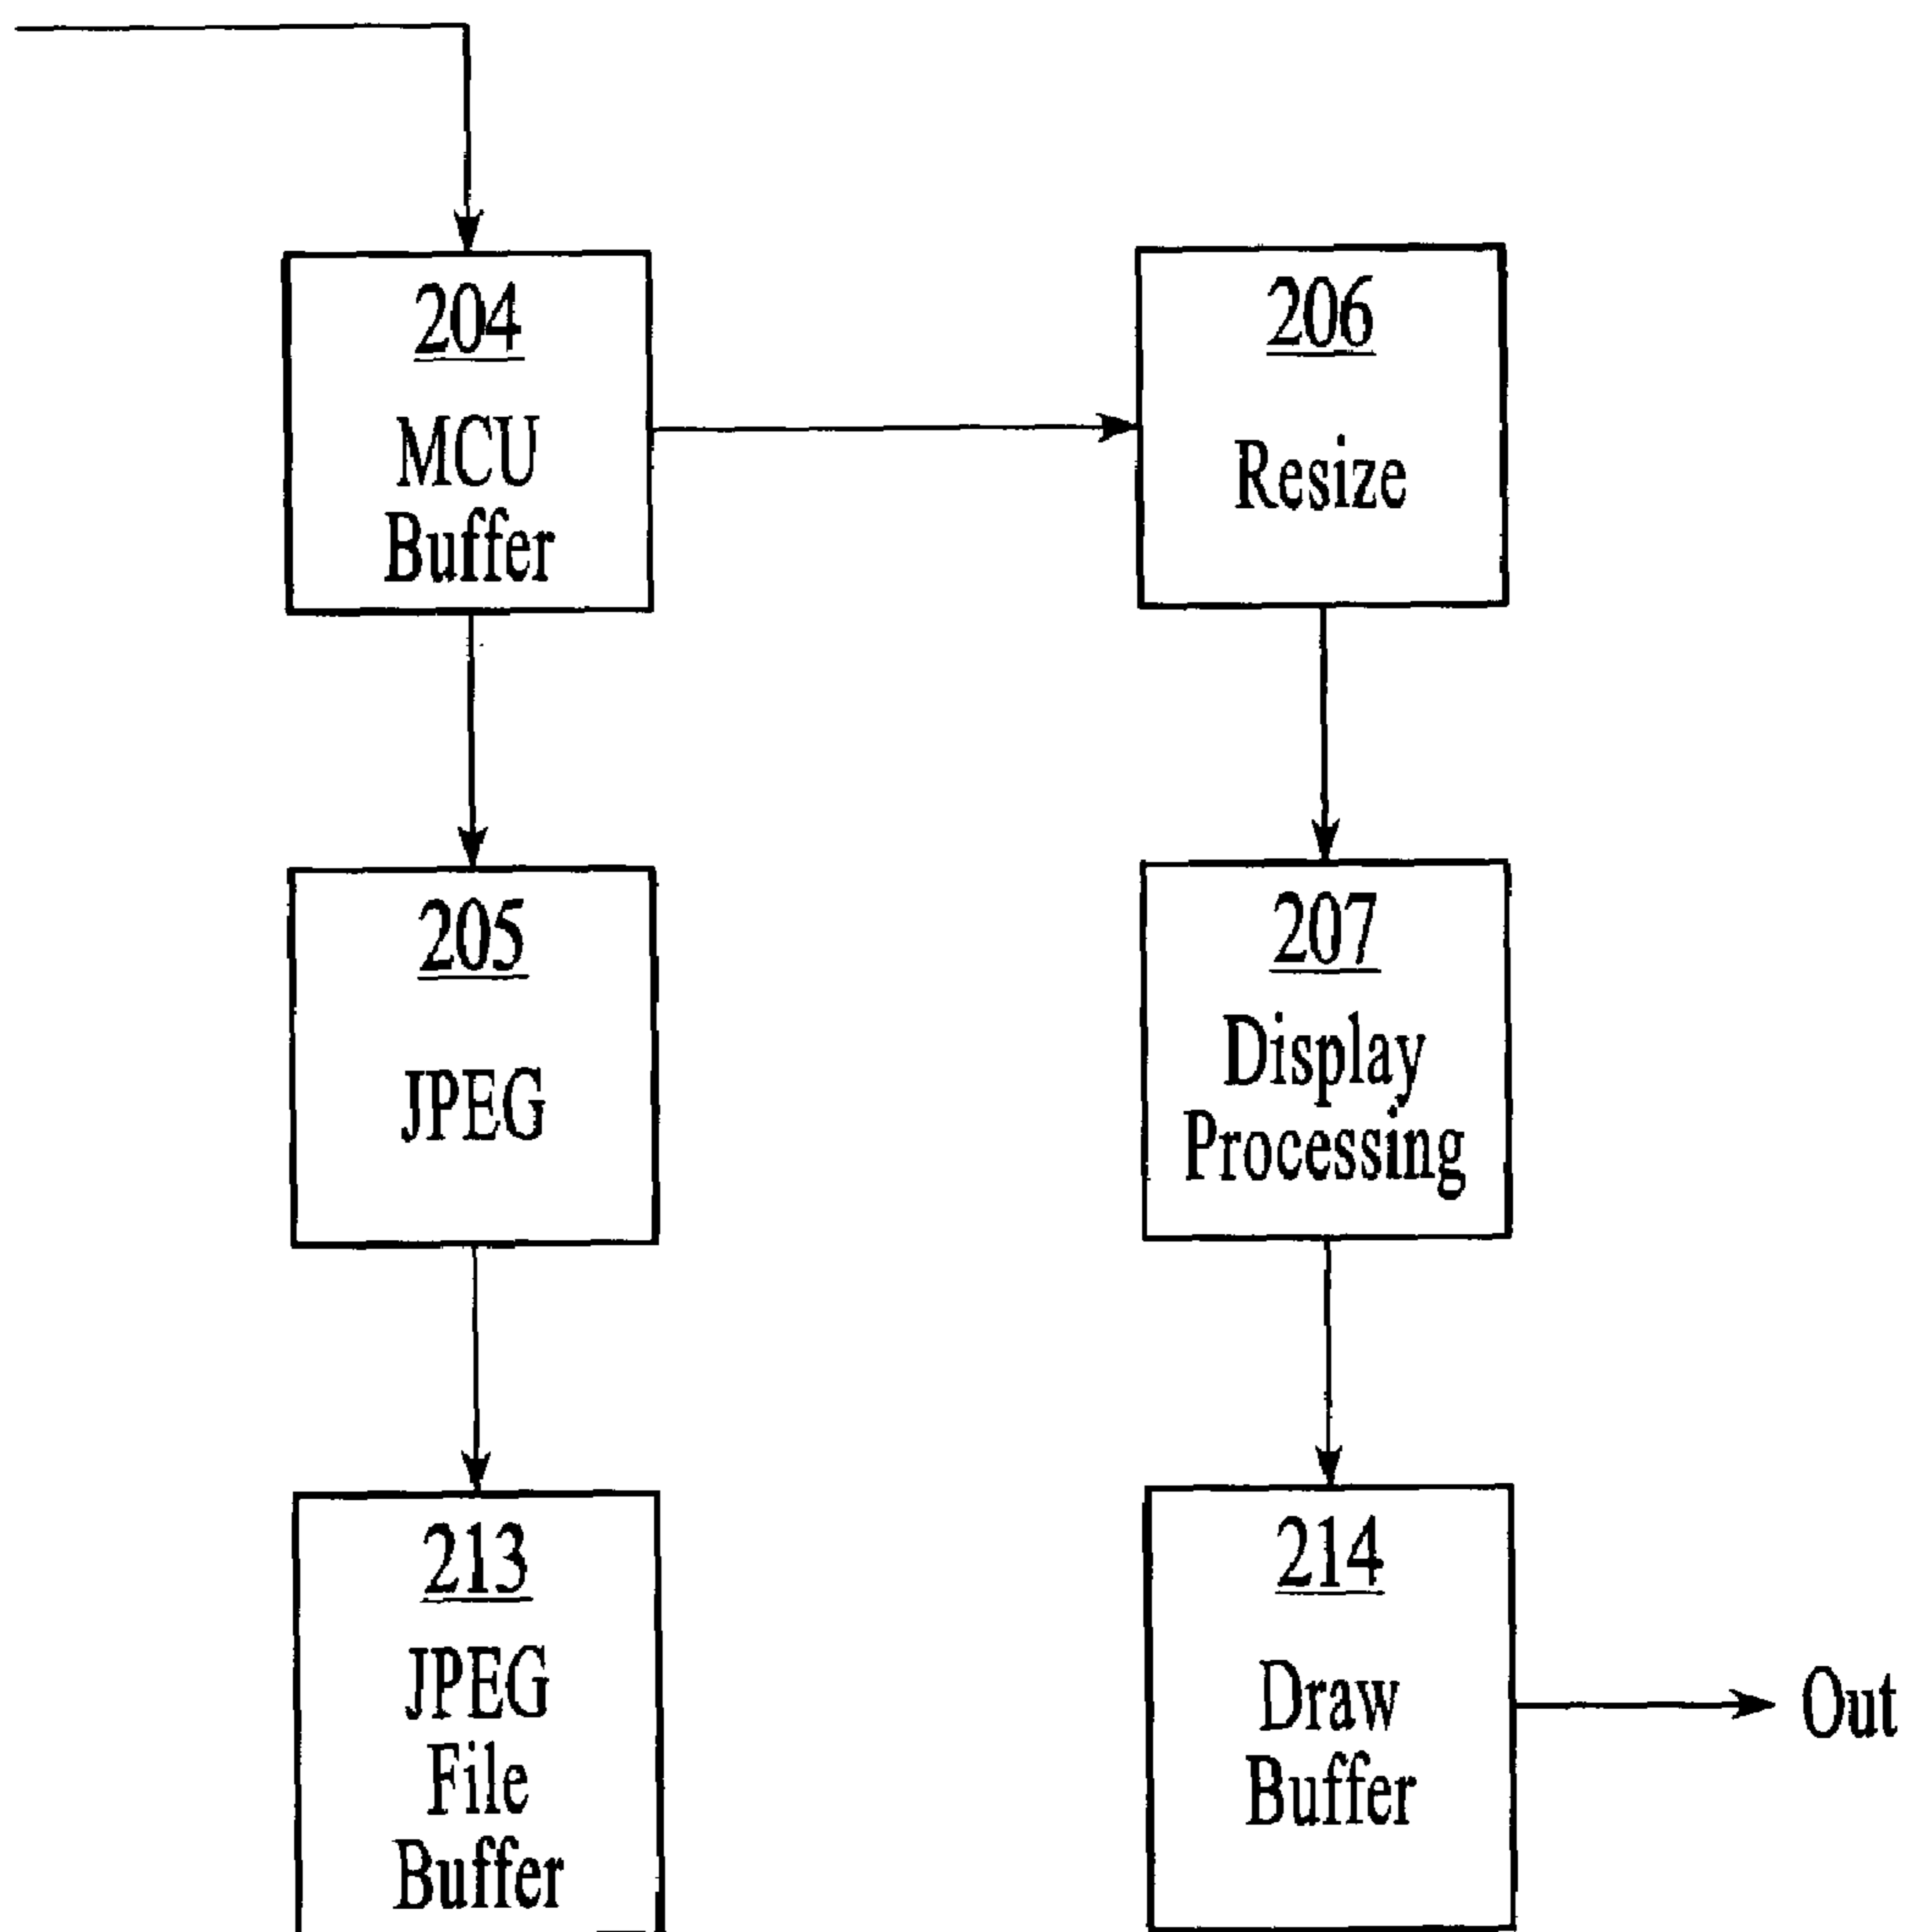 204
MCU
Buffer
206
Resize
205
JPEG
207
Display
Processing
213
JPEG
File
Buffer
214
Draw
Buffer
Out